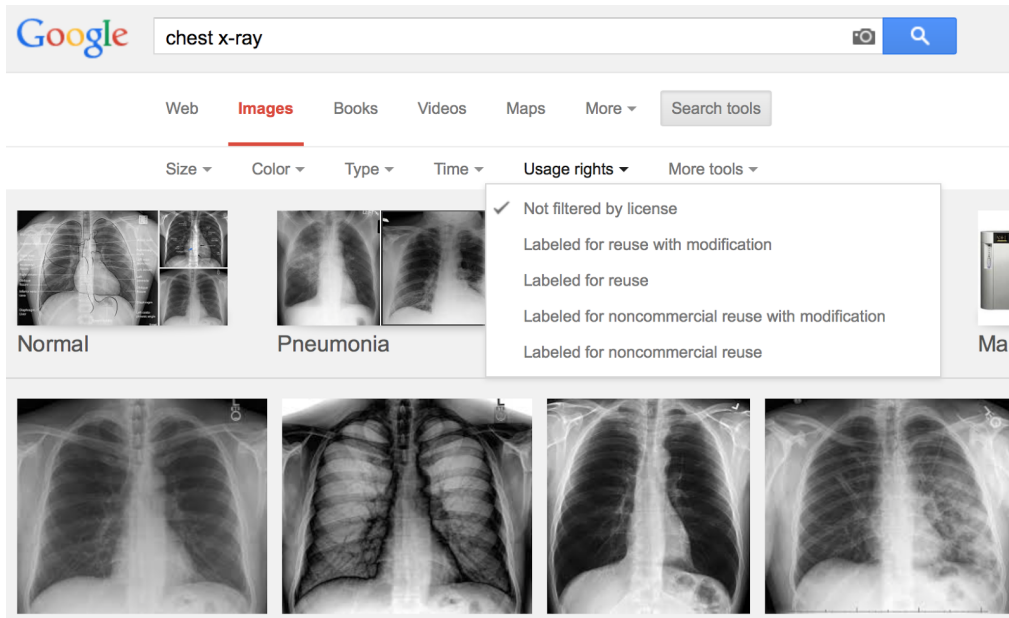 Google
chest x-ray
Web Images Books Videos Maps More Search tools
Size Color Type Time Usage rights More tools
Not filtered by license
Labeled for reuse with modification
Labeled for reuse
Labeled for noncommercial reuse with modification
Labeled for noncommercial reuse
Normal Pneumonia Ma